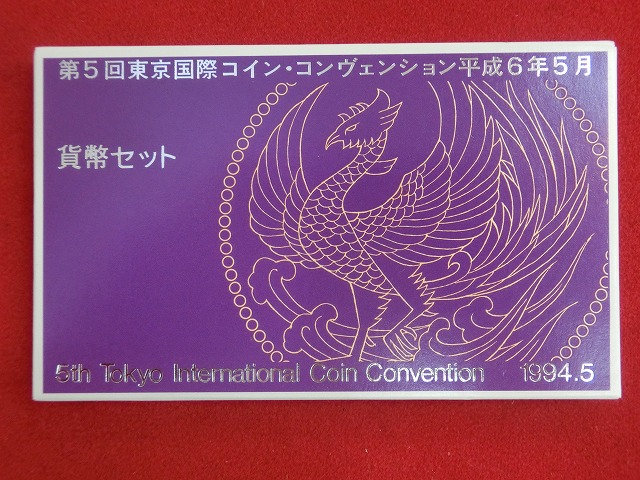 第5回東京国際コイン・コンヴェンション平成6年5月
貨幣セット
5th Tokyo International Coin Convention 1994.5